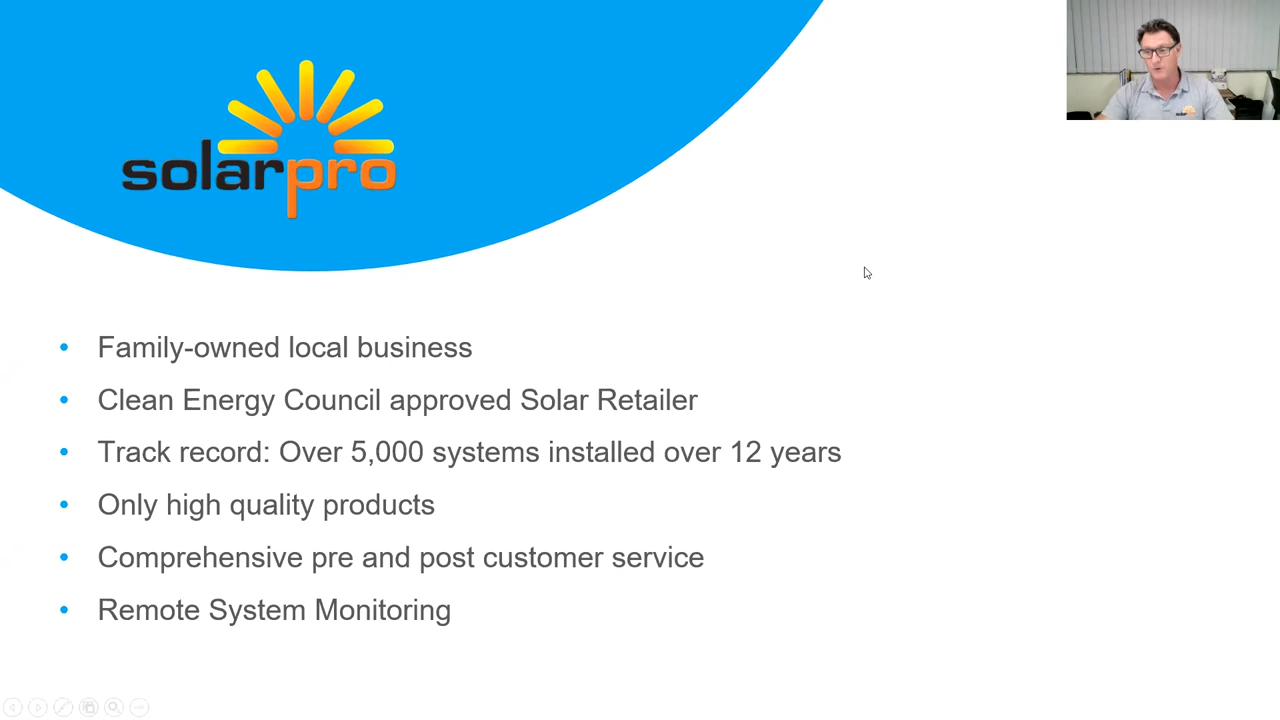 solarpro
Family-owned local business
Clean Energy Council approved Solar Retailer
Track record: Over 5,000 systems installed over 12 years
Only high quality products
Comprehensive pre and post customer service
Remote System Monitoring